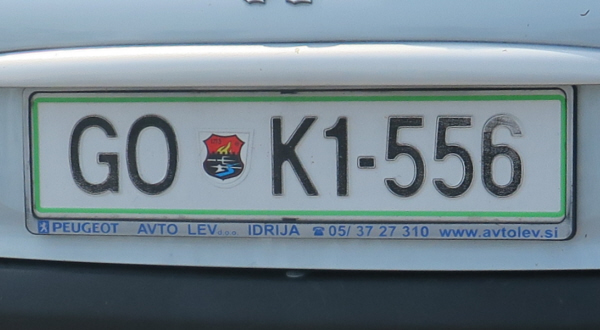 GO K1-556
PEUGEOT AVTO LEV d.o.o. IDRIJA ☎ 05/ 37 27 310 www.avtolev.si